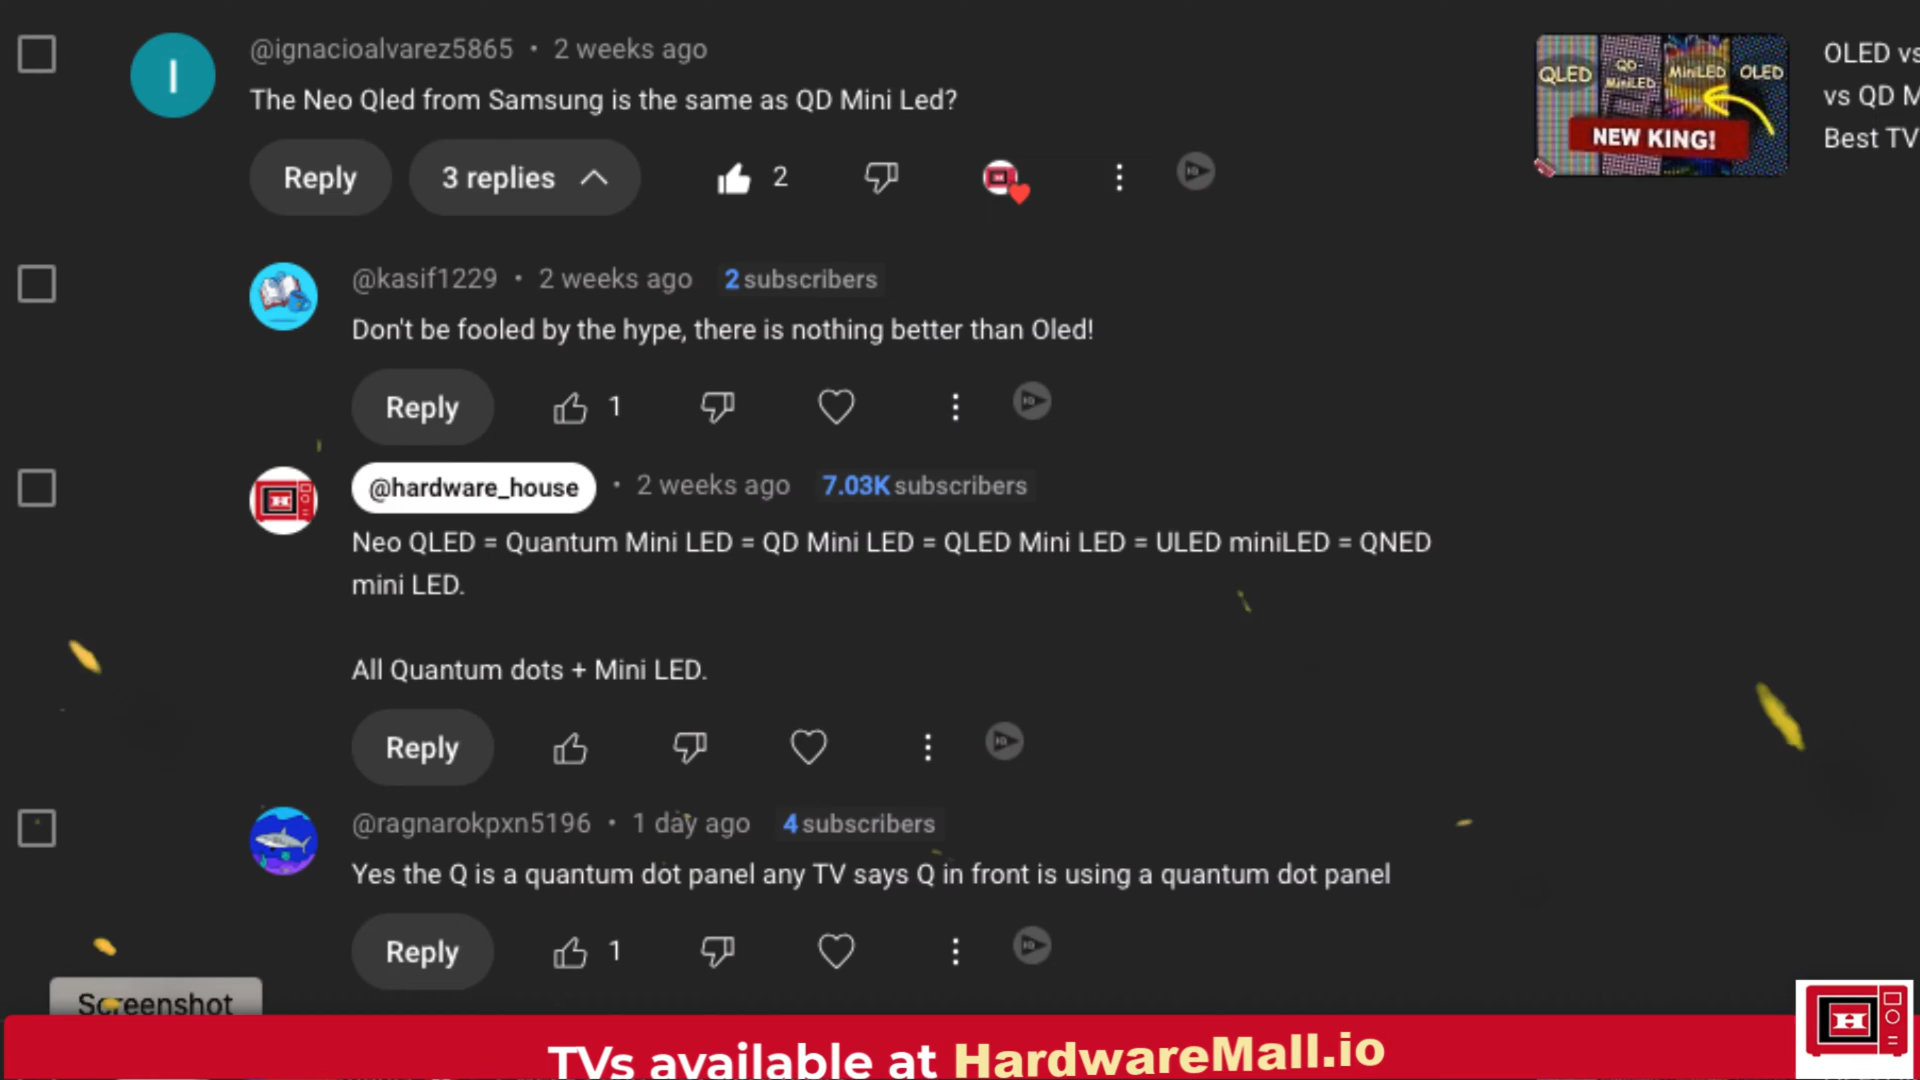 @ignacioalvarez5865 • 2 weeks ago
The Neo Qled from Samsung is the same as QD Mini Led?
Reply 3 replies 2
QLED QD-MiniLED MiniLED OLED
NEW KING!
OLED vs
vs QD M
Best TV
@kasif1229 • 2 weeks ago 2 subscribers
Don't be fooled by the hype, there is nothing better than Oled!
Reply 1
@hardware_house • 2 weeks ago 7.03K subscribers
Neo QLED = Quantum Mini LED = QD Mini LED = QLED Mini LED = ULED miniLED = QNED
mini LED.
All Quantum dots + Mini LED.
Reply
@ragnarokpxn5196 • 1 day ago 4 subscribers
Yes the Q is a quantum dot panel any TV says Q in front is using a quantum dot panel
Reply 1
Screenshot
TVs available at HardwareMall.io
H